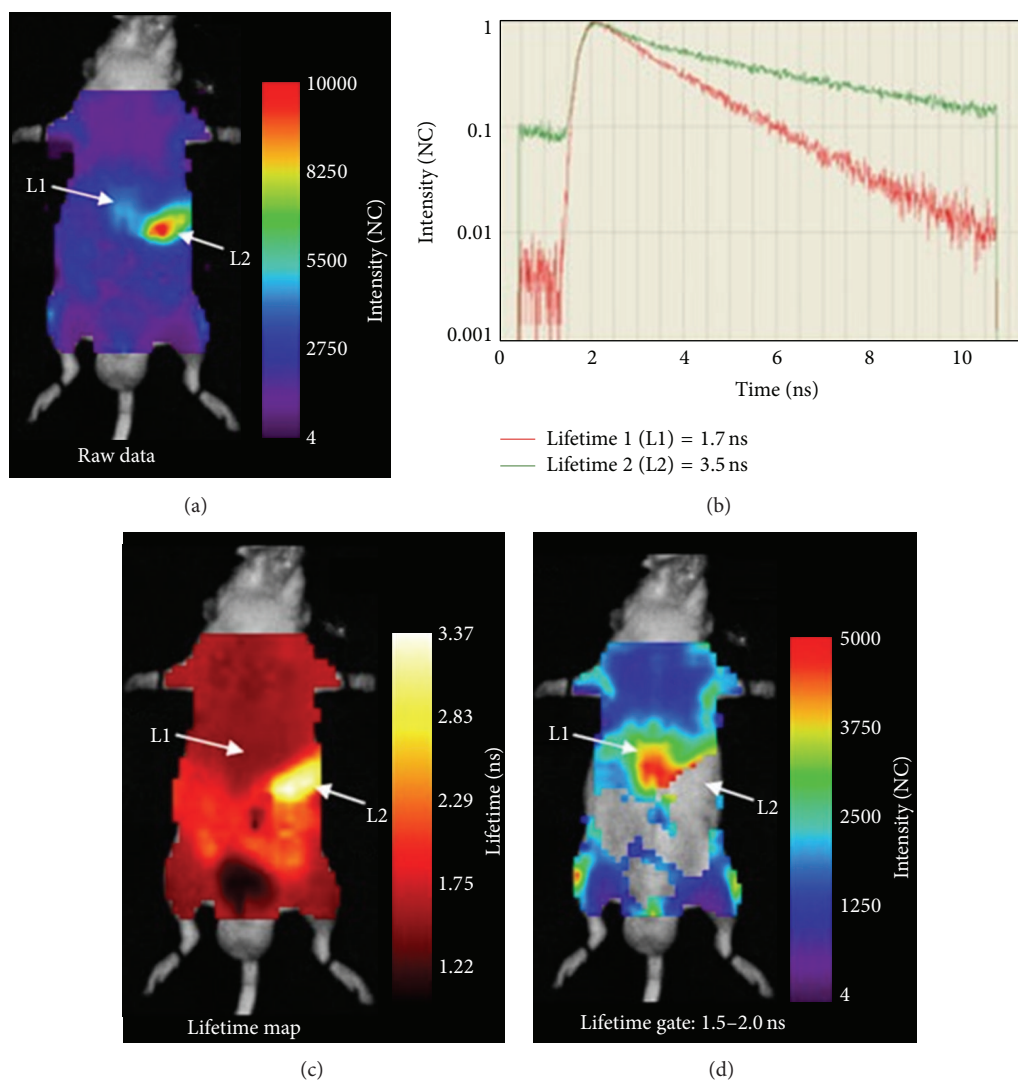 L1
L2
10000
8250
5500
2750
4
Intensity (NC)
Raw data
(a)
1
0.1
0.01
0.001
Intensity (NC)
0 2 4 6 8 10
Time (ns)
Lifetime 1 (L1) = 1.7 ns
Lifetime 2 (L2) = 3.5 ns
(b)
L1
L2
3.37
2.83
2.29
1.75
1.22
Lifetime (ns)
Lifetime map
(c)
L1
L2
5000
3750
2500
1250
4
Intensity (NC)
Lifetime gate: 1.5–2.0 ns
(d)